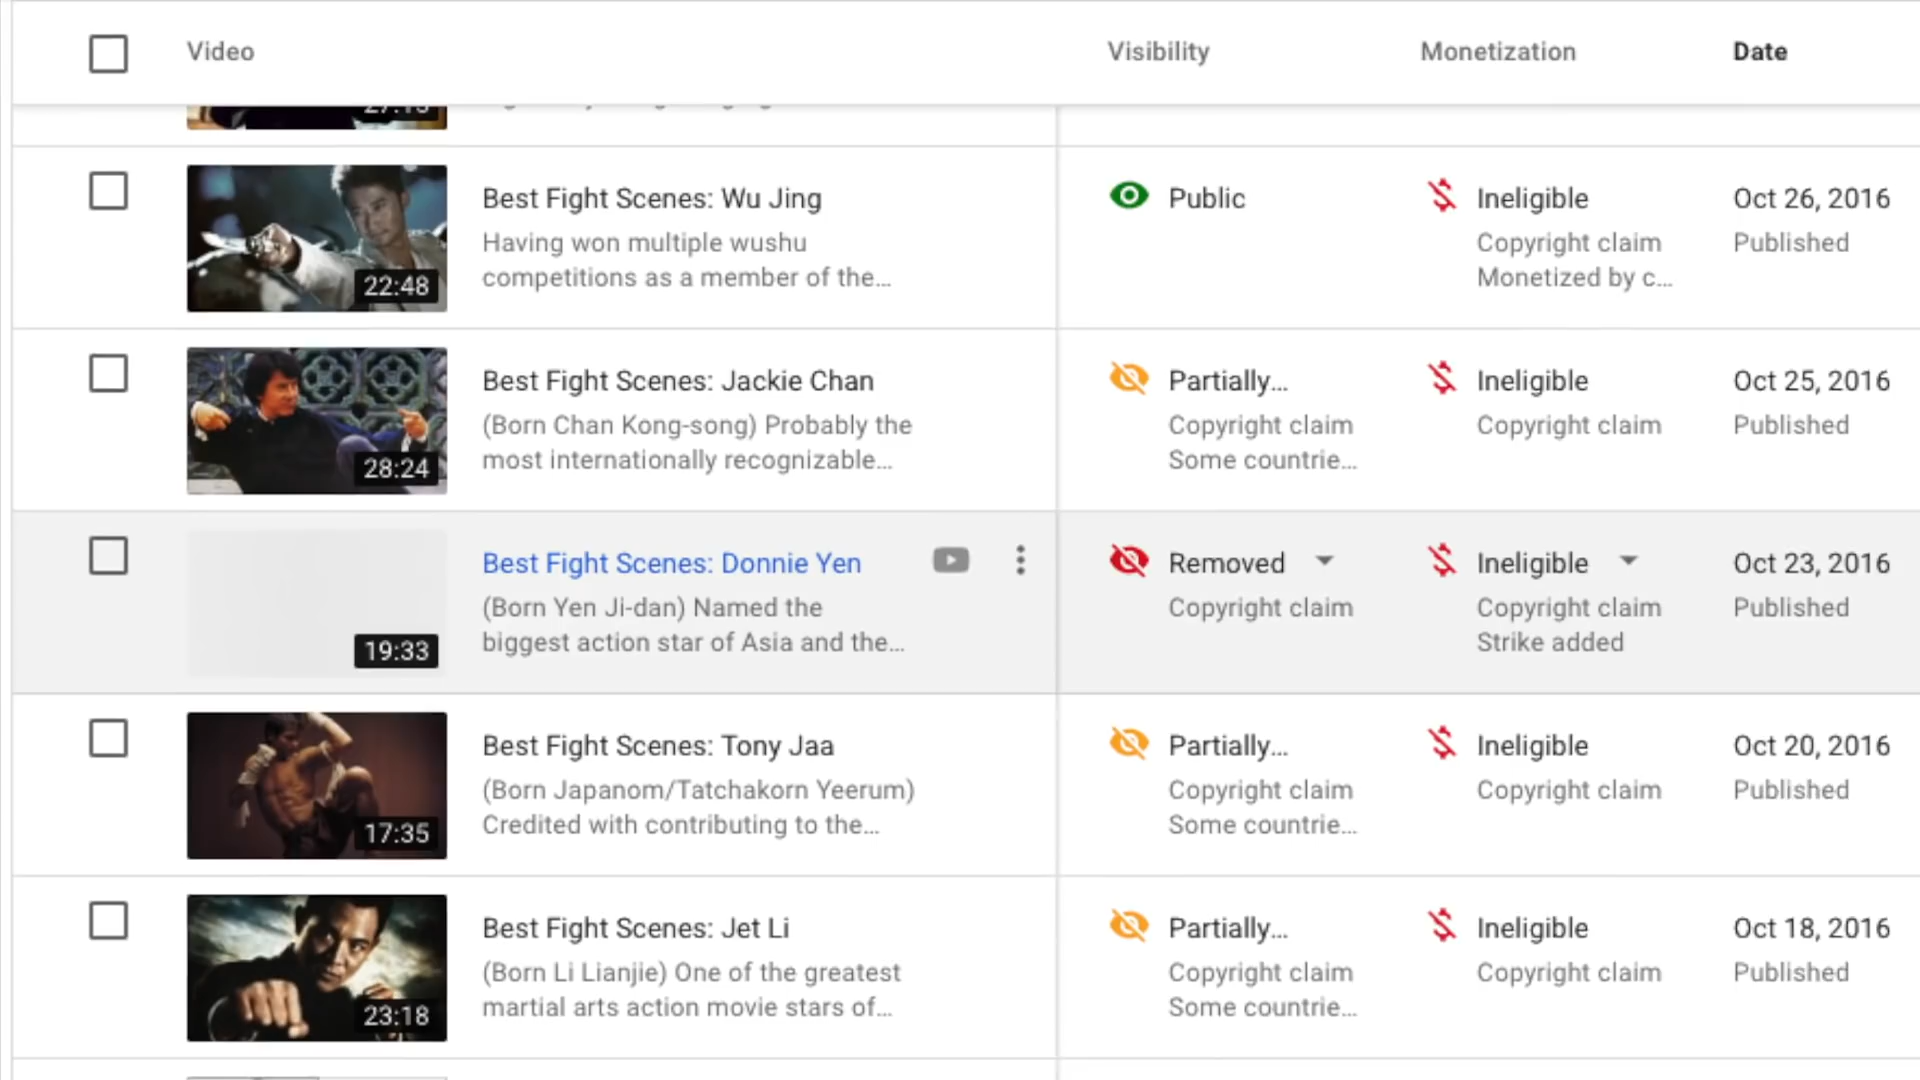 Video Visibility Monetization Date
Best Fight Scenes: Wu Jing
Having won multiple wushu
competitions as a member of the…
22:48
Public
Ineligible
Copyright claim
Monetized by c…
Oct 26, 2016
Published
Best Fight Scenes: Jackie Chan
(Born Chan Kong-song) Probably the
most internationally recognizable…
28:24
Partially…
Copyright claim
Some countrie…
Ineligible
Copyright claim
Oct 25, 2016
Published
Best Fight Scenes: Donnie Yen
(Born Yen Ji-dan) Named the
biggest action star of Asia and the…
19:33
Removed
Copyright claim
Ineligible
Copyright claim
Strike added
Oct 23, 2016
Published
Best Fight Scenes: Tony Jaa
(Born Japanom/Tatchakorn Yeerum)
Credited with contributing to the…
17:35
Partially…
Copyright claim
Some countrie…
Ineligible
Copyright claim
Oct 20, 2016
Published
Best Fight Scenes: Jet Li
(Born Li Lianjie) One of the greatest
martial arts action movie stars of…
23:18
Partially…
Copyright claim
Some countrie…
Ineligible
Copyright claim
Oct 18, 2016
Published